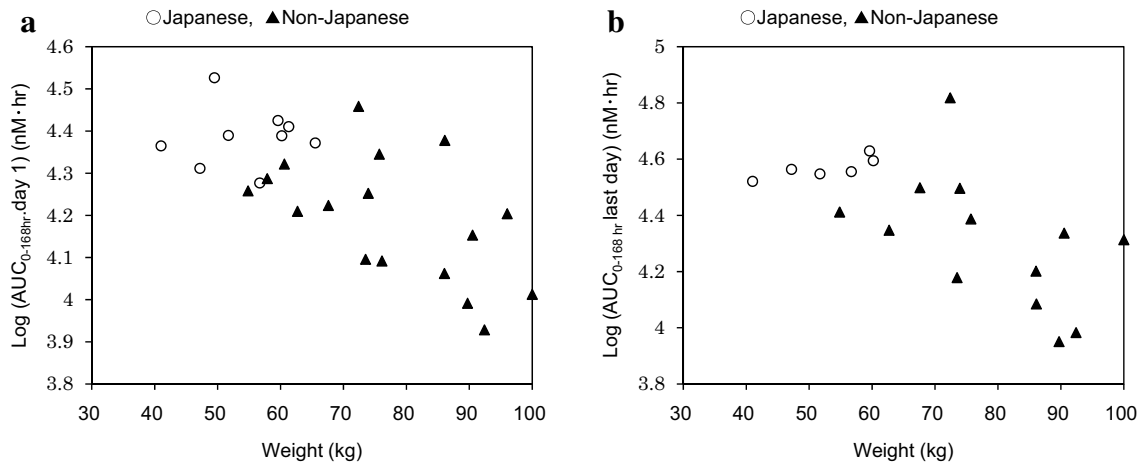 a
○ Japanese, ▲ Non-Japanese
Log (AUC0-168hr.day 1) (nM·hr)
4.6
4.5
4.4
4.3
4.2
4.1
4
3.9
3.8
30 40 50 60 70 80 90 100
Weight (kg)
b
○ Japanese, ▲ Non-Japanese
Log (AUC0-168 hr last day) (nM·hr)
5
4.8
4.6
4.4
4.2
4
3.8
30 40 50 60 70 80 90 100
Weight (kg)